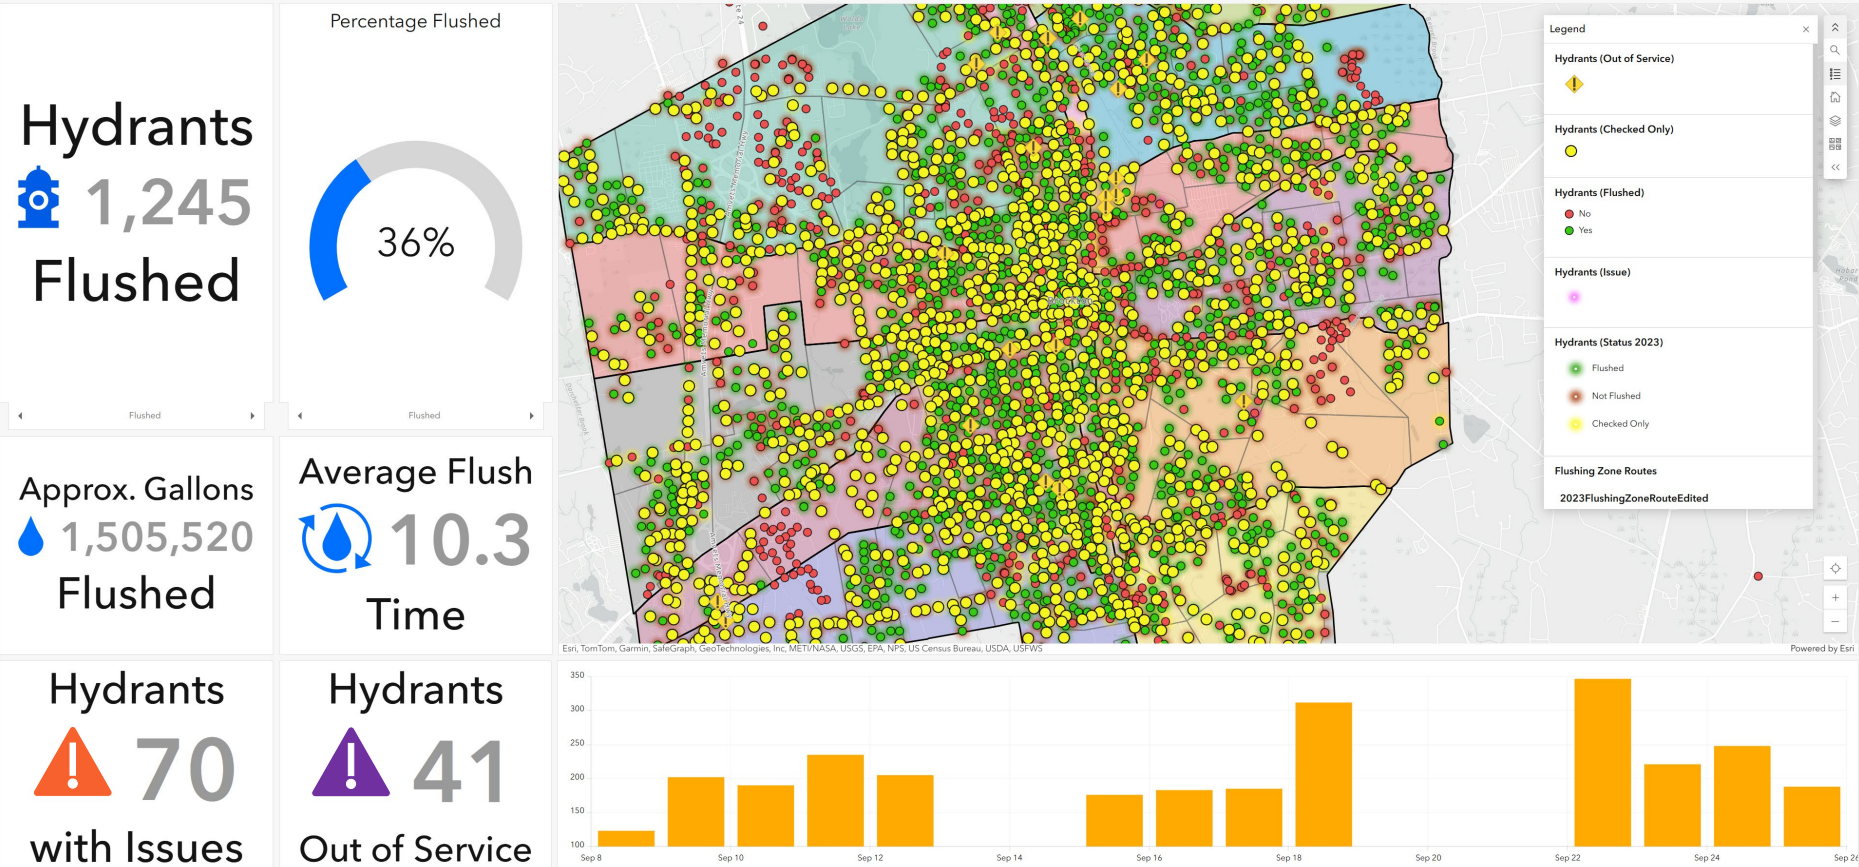 Hydrants
1,245
Flushed
Flushed
Percentage Flushed
36%
Flushed
Approx. Gallons
1,505,520
Flushed
Average Flush
10.3
Time
Hydrants
70
with Issues
Hydrants
41
Out of Service
Brockton
Legend
Hydrants (Out of Service)
Hydrants (Checked Only)
Hydrants (Flushed)
No
Yes
Hydrants (Issue)
Hydrants (Status 2023)
Flushed
Not Flushed
Checked Only
Flushing Zone Routes
2023FlushingZoneRouteEdited
Esri, TomTom, Garmin, SafeGraph, GeoTechnologies, Inc, METI/NASA, USGS, EPA, NPS, US Census Bureau, USDA, USFWS
Powered by Esri
350
300
250
200
150
100
Sep 8
Sep 10
Sep 12
Sep 14
Sep 16
Sep 18
Sep 20
Sep 22
Sep 24
Sep 26